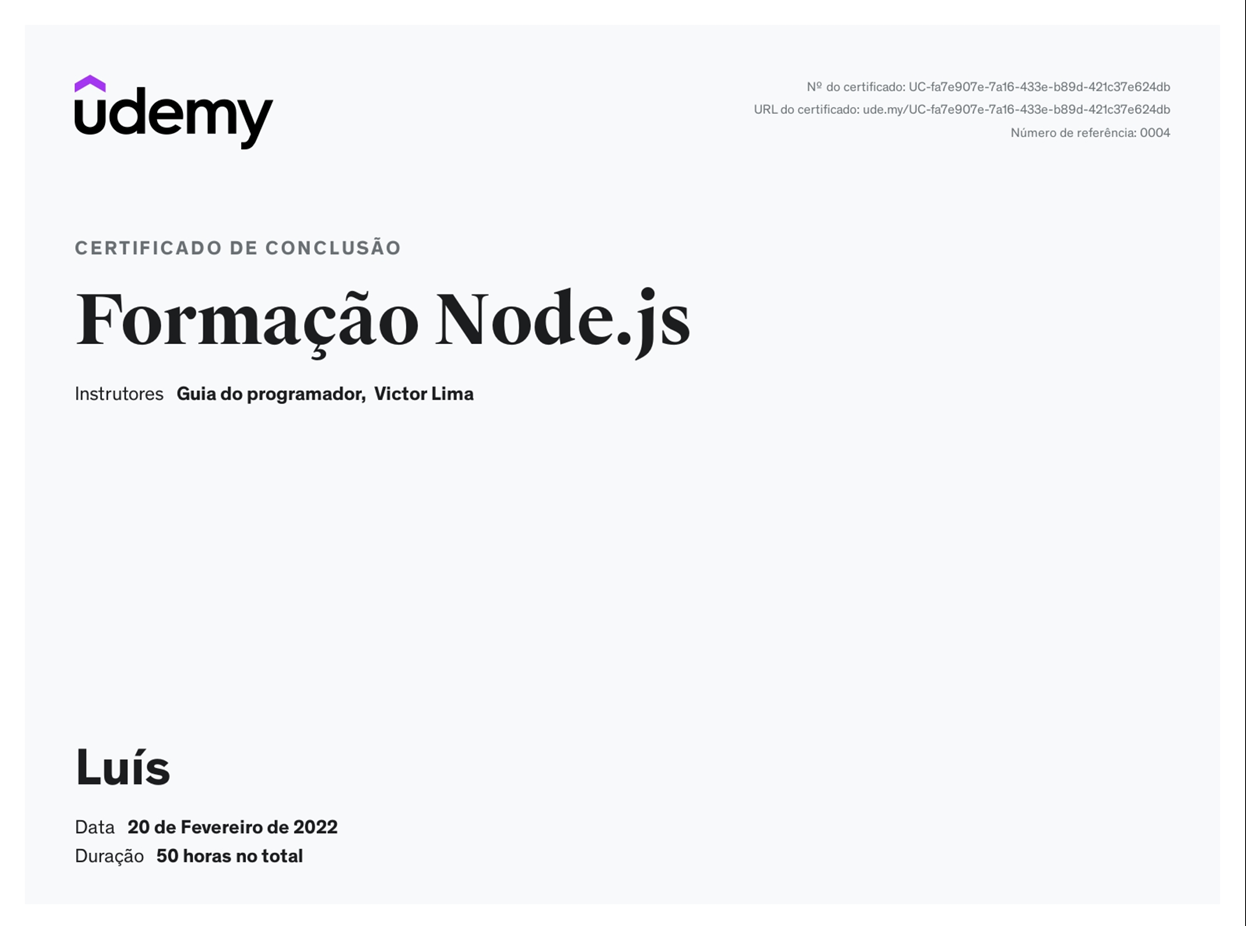 udemy
Nº do certificado: UC-fa7e907e-7a16-433e-b89d-421c37e624db
URL do certificado: ude.my/UC-fa7e907e-7a16-433e-b89d-421c37e624db
Número de referência: 0004
CERTIFICADO DE CONCLUSÃO
Formação Node.js
Instrutores Guia do programador, Victor Lima
Luís
Data 20 de Fevereiro de 2022
Duração 50 horas no total